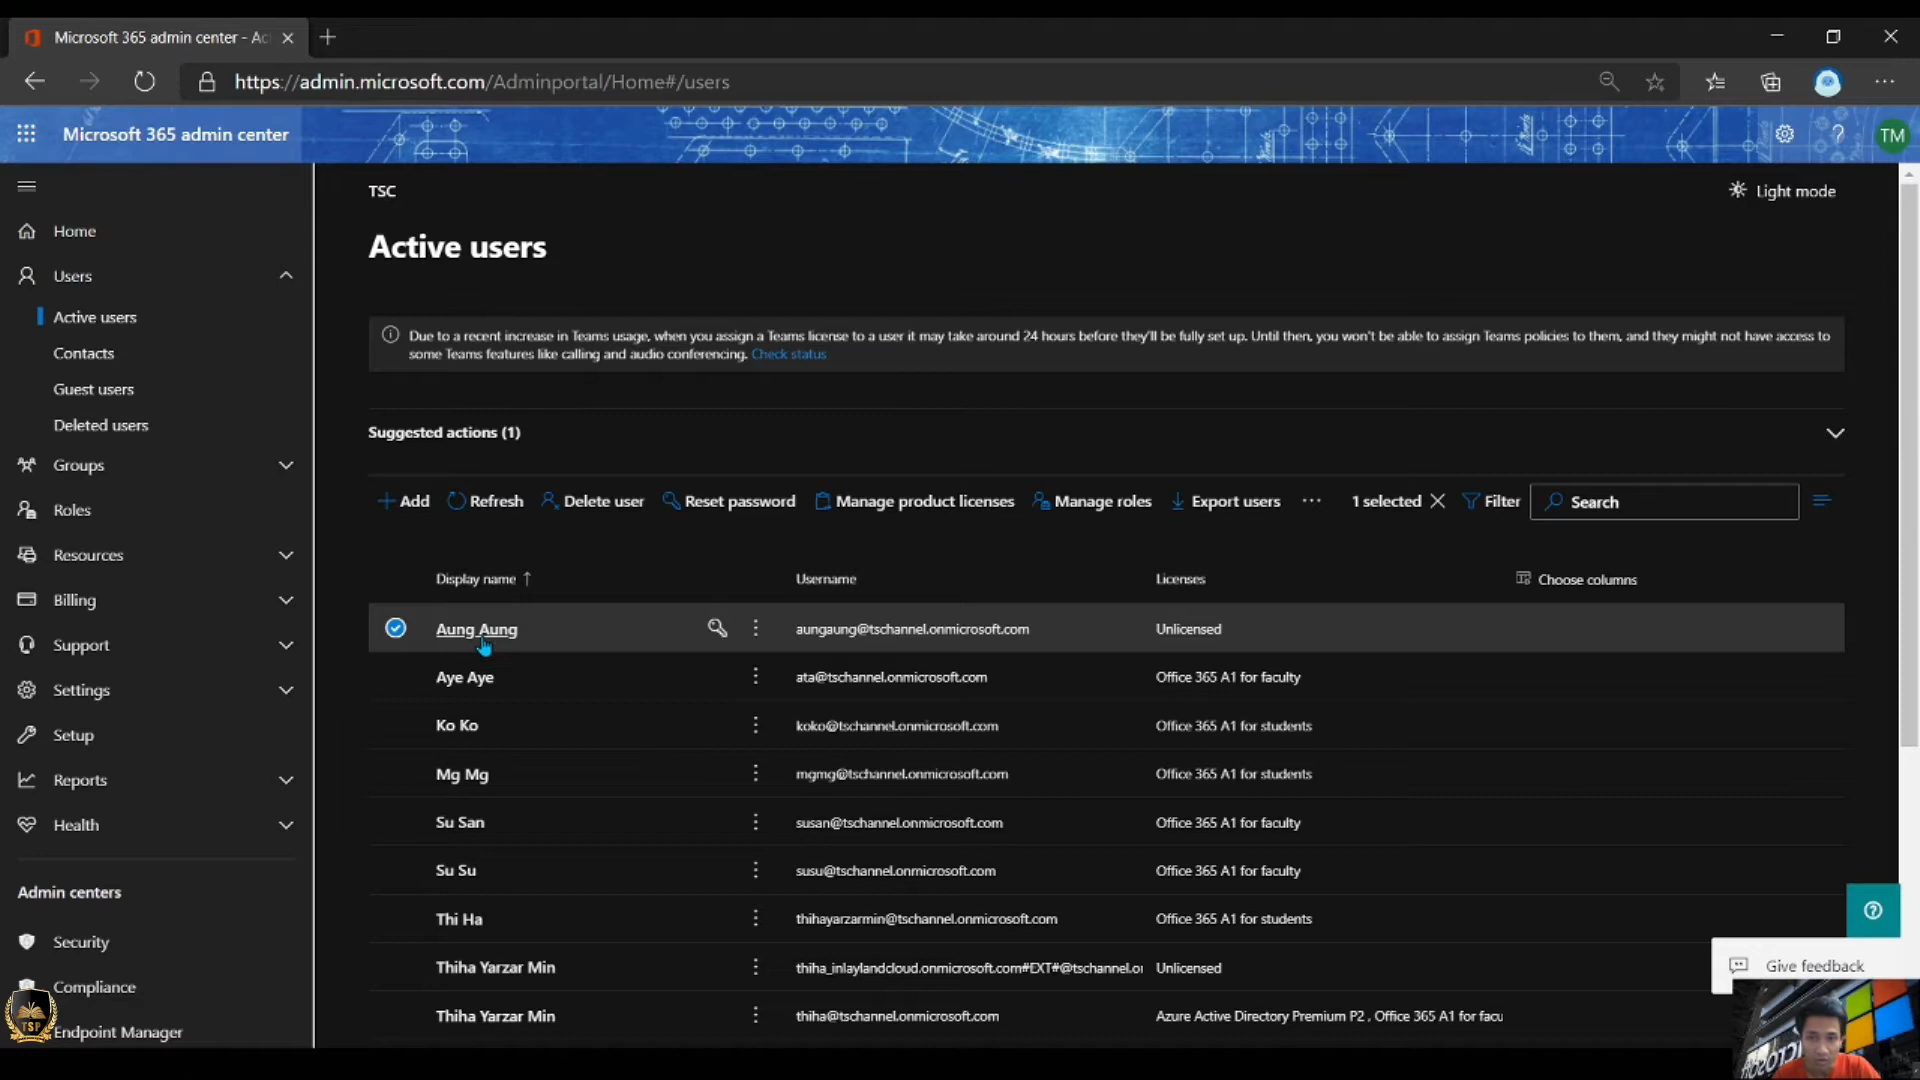 Microsoft 365 admin center - Ac
https://admin.microsoft.com/Adminportal/Home#/users
Microsoft 365 admin center
TM
TSC
Light mode
Home
Users
Active users
Contacts
Guest users
Deleted users
Groups
Roles
Resources
Billing
Support
Settings
Setup
Reports
Health
Admin centers
Security
Compliance
Endpoint Manager
Active users
Due to a recent increase in Teams usage, when you assign a Teams license to a user it may take around 24 hours before they'll be fully set up. Until then, you won't be able to assign Teams policies to them, and they might not have access to
some Teams features like calling and audio conferencing. Check status
Suggested actions (1)
Add Refresh Delete user Reset password Manage product licenses Manage roles Export users 1 selected Filter Search
Display name Username Licenses Choose columns
Aung Aung aungaung@tschannel.onmicrosoft.com Unlicensed
Aye Aye ata@tschannel.onmicrosoft.com Office 365 A1 for faculty
Ko Ko koko@tschannel.onmicrosoft.com Office 365 A1 for students
Mg Mg mgmg@tschannel.onmicrosoft.com Office 365 A1 for students
Su San susan@tschannel.onmicrosoft.com Office 365 A1 for faculty
Su Su susu@tschannel.onmicrosoft.com Office 365 A1 for faculty
Thi Ha thihayarzarmin@tschannel.onmicrosoft.com Office 365 A1 for students
Thiha Yarzar Min thiha_inlaylandcloud.onmicrosoft.com#EXT#@tschannel.or Unlicensed
Thiha Yarzar Min thiha@tschannel.onmicrosoft.com Azure Active Directory Premium P2 , Office 365 A1 for facu
Give feedback
TSP